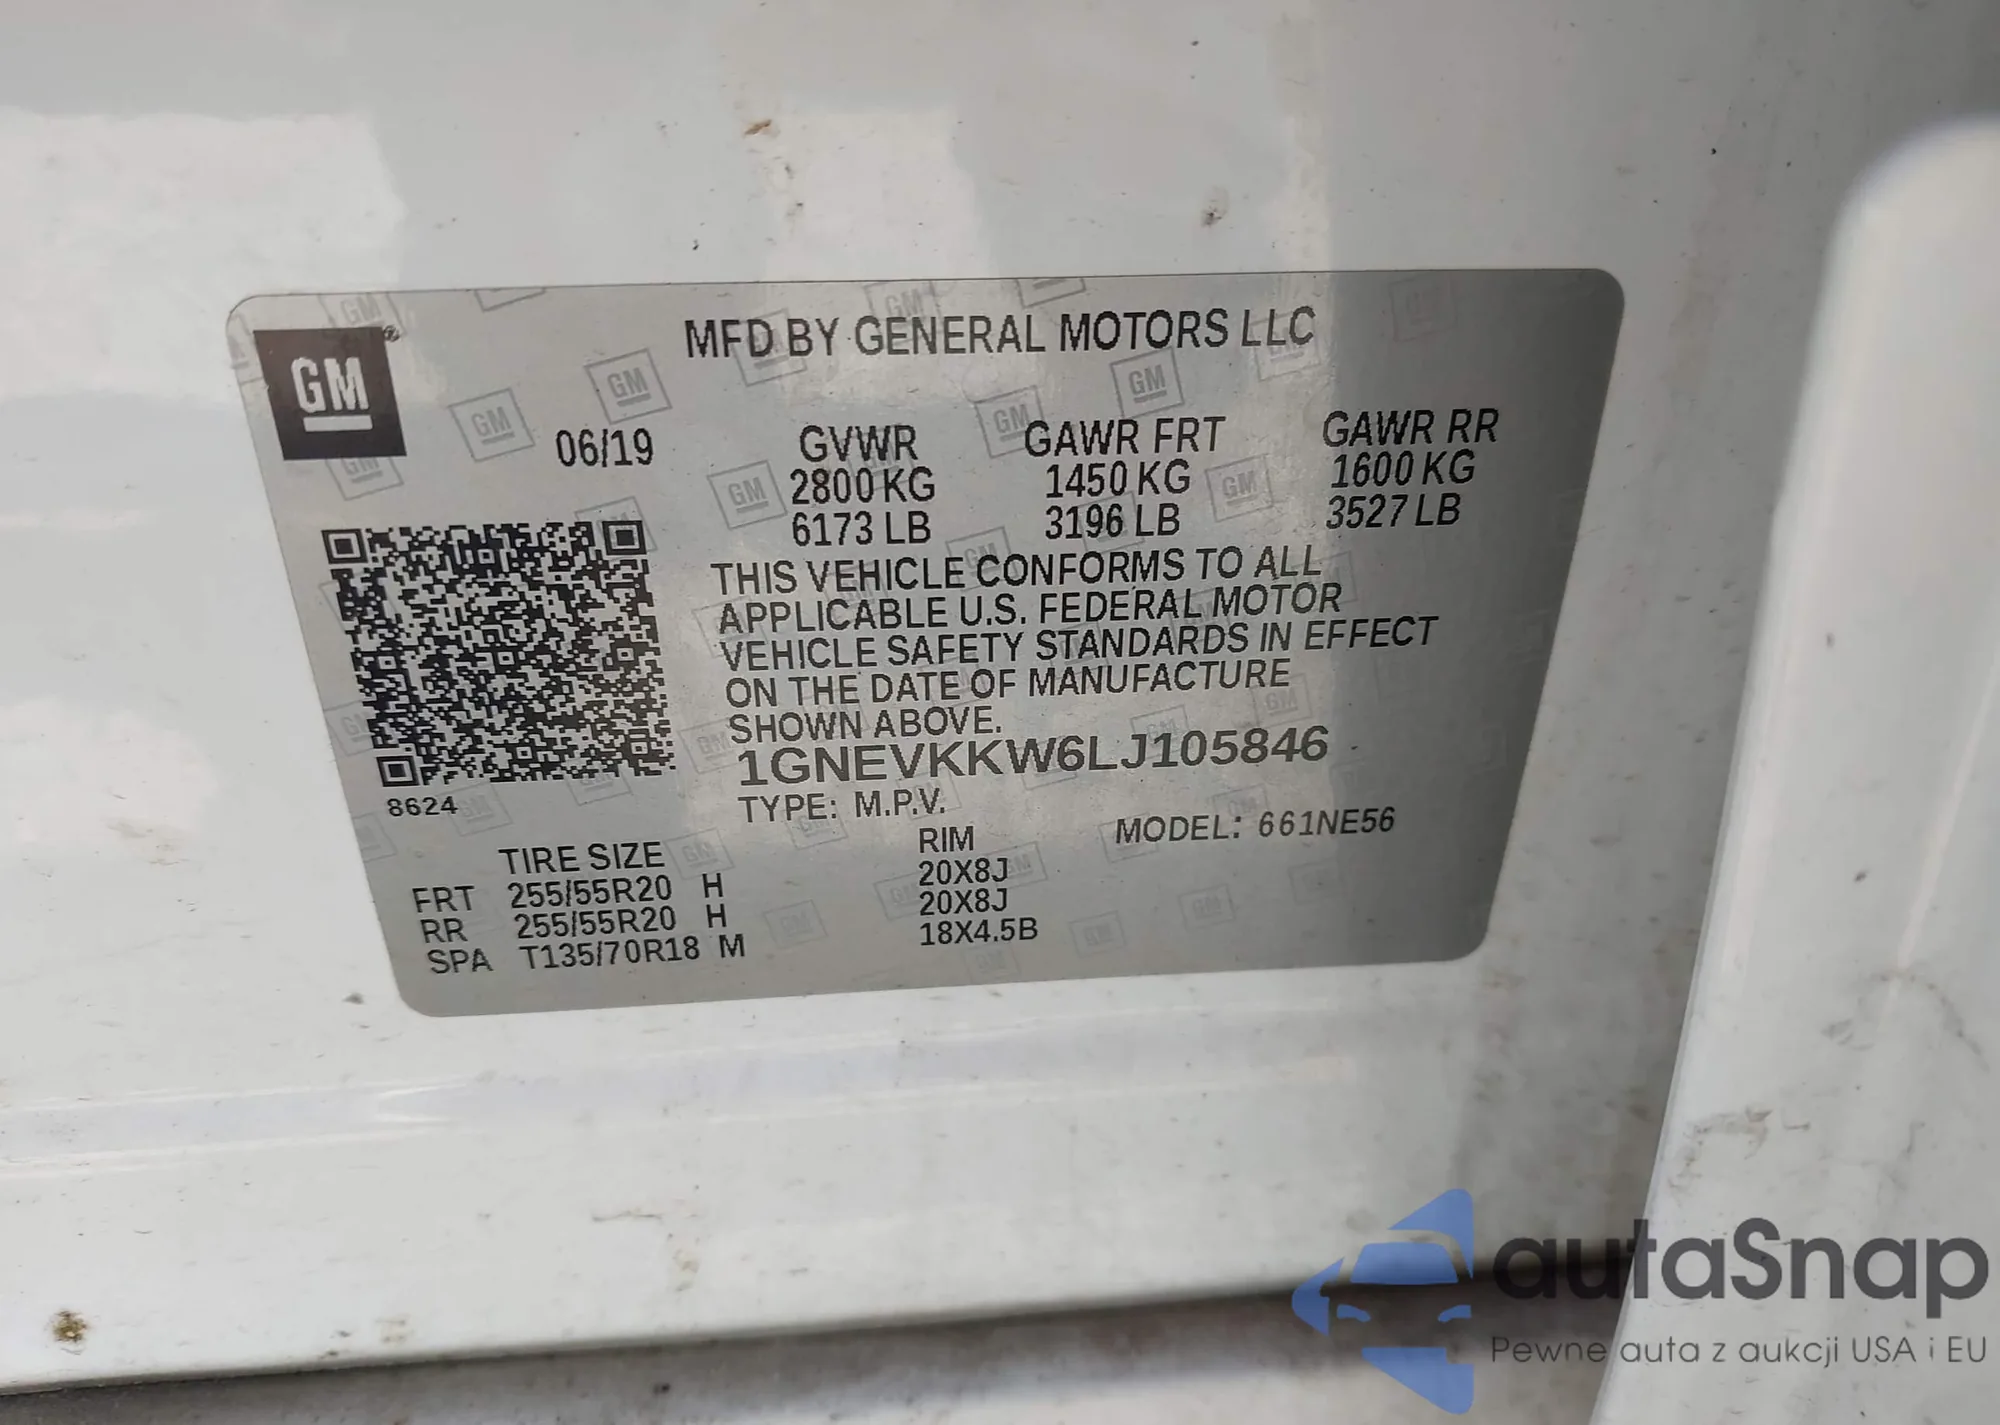 GM
MFD BY GENERAL MOTORS LLC
06/19
GVWR GAWR FRT GAWR RR
2800 KG 1450 KG 1600 KG
6173 LB 3196 LB 3527 LB
THIS VEHICLE CONFORMS TO ALL
APPLICABLE U.S. FEDERAL MOTOR
VEHICLE SAFETY STANDARDS IN EFFECT
ON THE DATE OF MANUFACTURE
SHOWN ABOVE.
1GNEVKKW6LJ105846
8624
TYPE: M.P.V. MODEL: 661NE56
TIRE SIZE RIM
FRT 255/55R20 H 20X8J
RR 255/55R20 H 20X8J
SPA T135/70R18 M 18X4.5B
autaSnap
Pewne auta z aukcji USA i EU